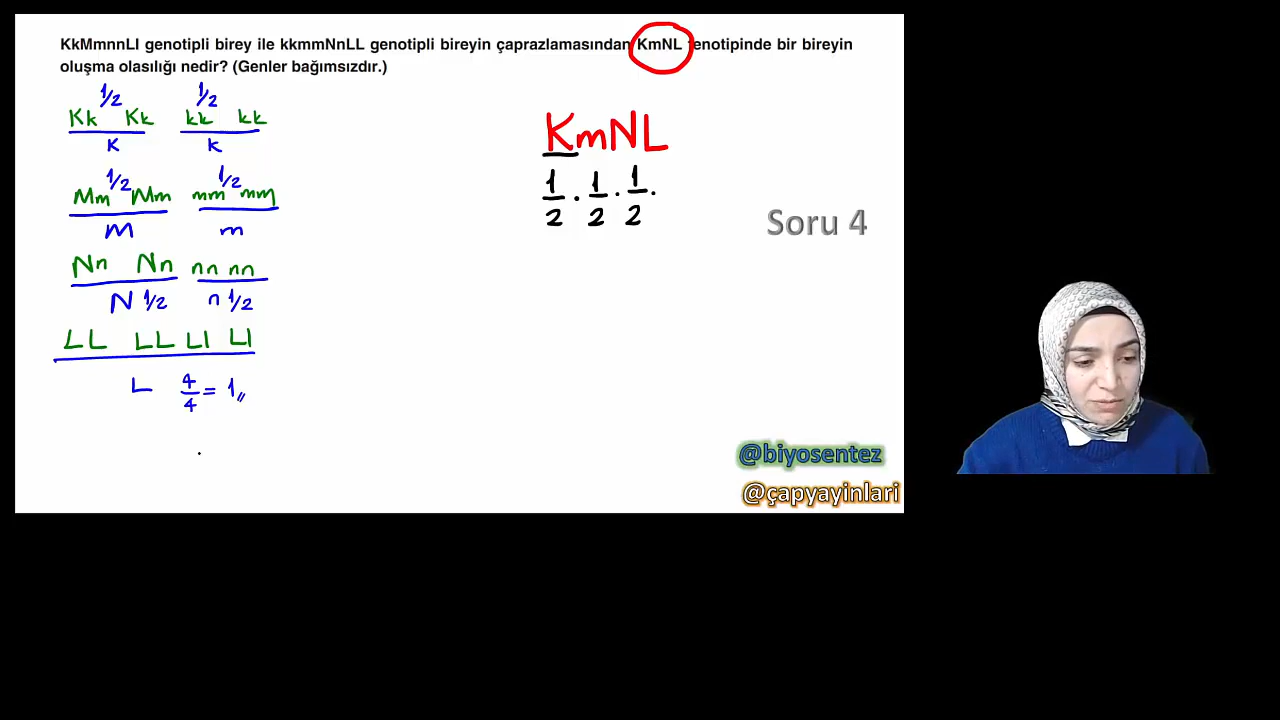 KkMmnnLl genotipli birey ile kkmmNnLL genotipli bireyin çaprazlamasından KmNL fenotipinde bir bireyin
oluşma olasılığı nedir? (Genler bağımsızdır.)
1/2 1/2
Kk Kk kk kk
K k
1/2 1/2
Mm Mm mm mm
M m
Nn Nn nn nn
N 1/2 n 1/2
LL LL Ll Ll
L 4/4 = 1,,
KmNL
1/2 . 1/2 . 1/2 .
Soru 4
@biyosentez
@çapyayinlari